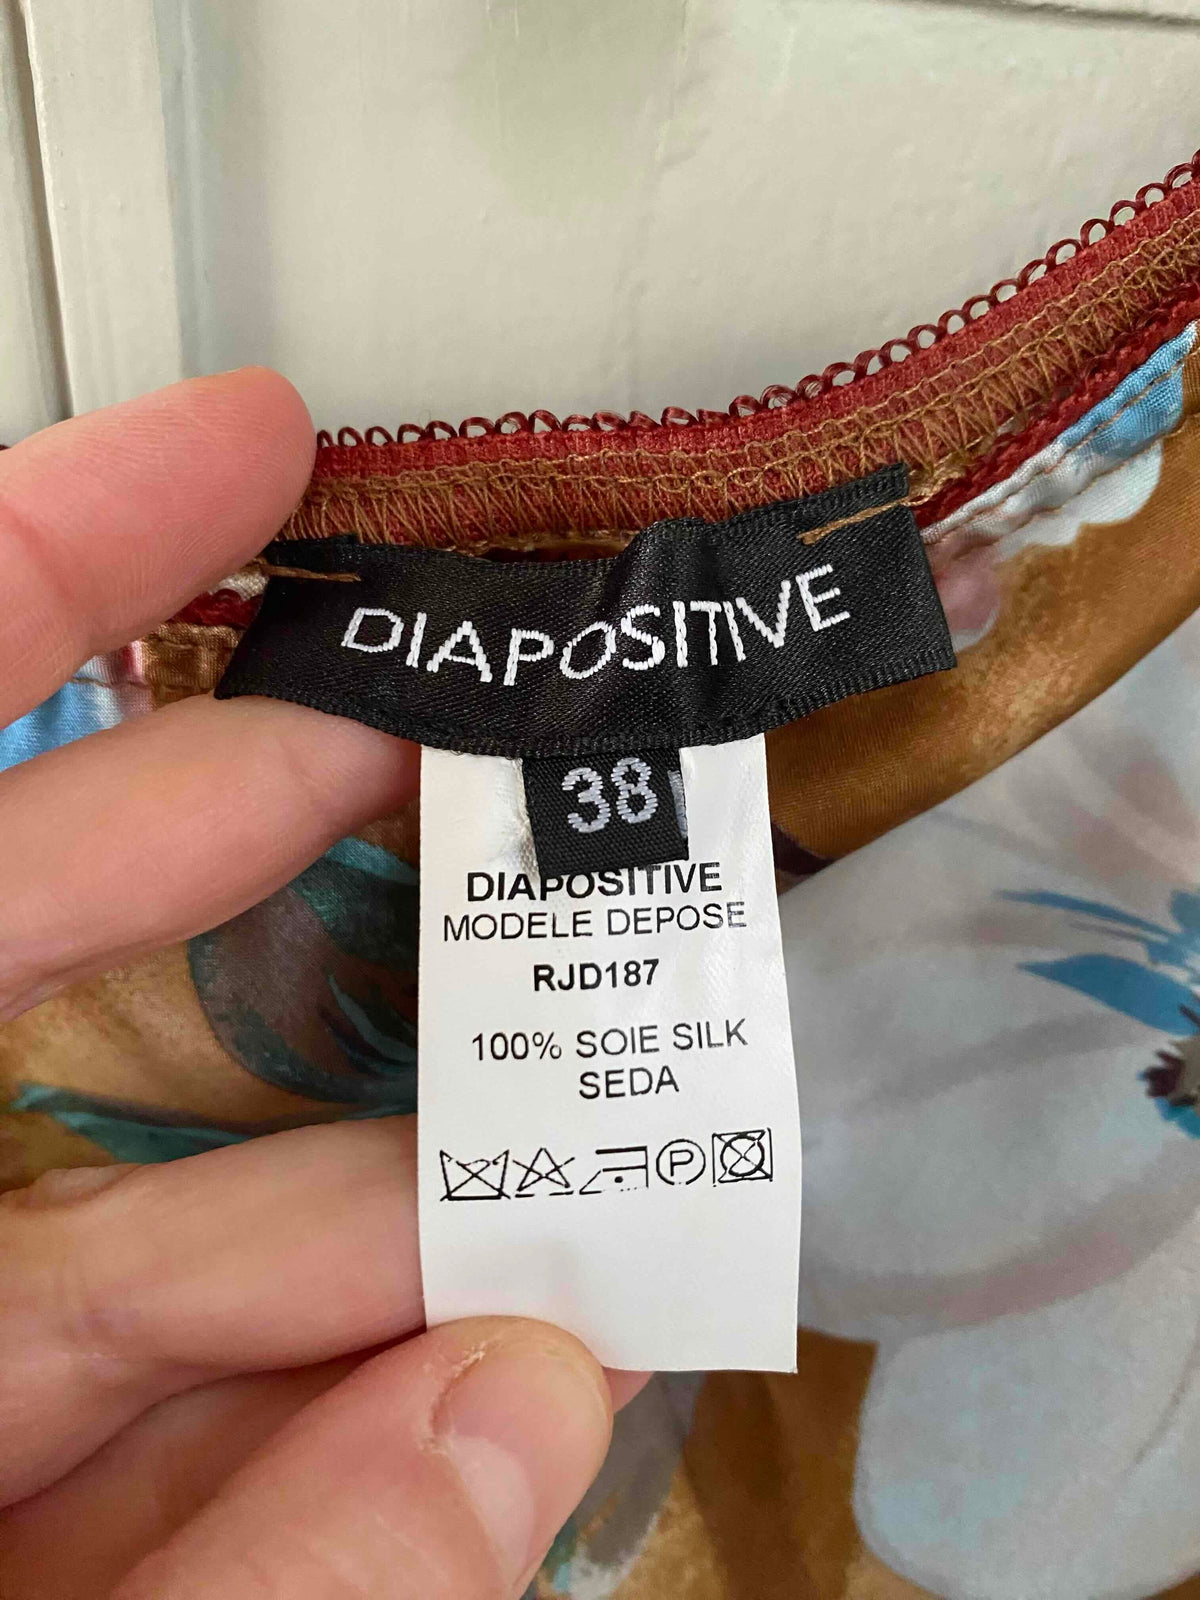 DIAPOSITIVE
38
DIAPOSITIVE
MODELE DEPOSE
RJD187
100% SOIE SILK
SEDA
P